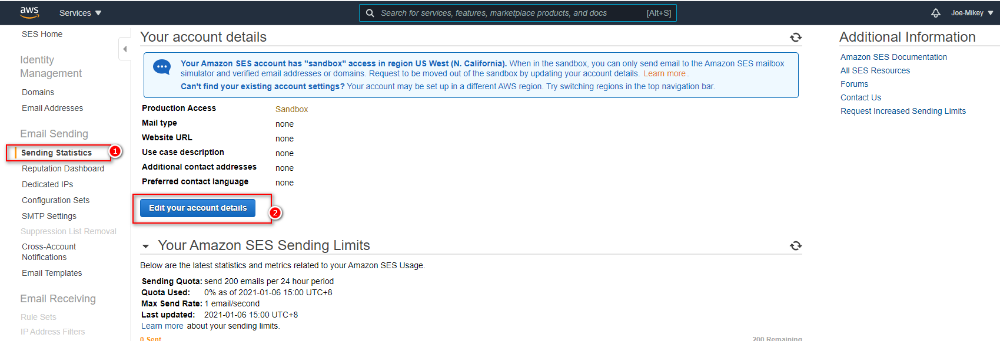 aws
Services
Search for services, features, marketplace products, and docs
[Alt+S]
Joe-Mikey
SES Home
Identity
Management
Domains
Email Addresses
Email Sending
Sending Statistics
1
Reputation Dashboard
Dedicated IPs
Configuration Sets
SMTP Settings
Suppression List Removal
Cross-Account
Notifications
Email Templates
Email Receiving
Rule Sets
IP Address Filters
Your account details
Your Amazon SES account has "sandbox" access in region US West (N. California). When in the sandbox, you can only send email to the Amazon SES mailbox
simulator and verified email addresses or domains. Request to be moved out of the sandbox by updating your account details. Learn more.
Can't find your existing account settings? Your account may be set up in a different AWS region. Try switching regions in the top navigation bar.
Production Access Sandbox
Mail type none
Website URL none
Use case description none
Additional contact addresses none
Preferred contact language none
Edit your account details
2
Your Amazon SES Sending Limits
Below are the latest statistics and metrics related to your Amazon SES Usage.
Sending Quota: send 200 emails per 24 hour period
Quota Used: 0% as of 2021-01-06 15:00 UTC+8
Max Send Rate: 1 email/second
Last updated: 2021-01-06 15:00 UTC+8
Learn more about your sending limits.
0 Sent
200 Remaining
Additional Information
Amazon SES Documentation
All SES Resources
Forums
Contact Us
Request Increased Sending Limits